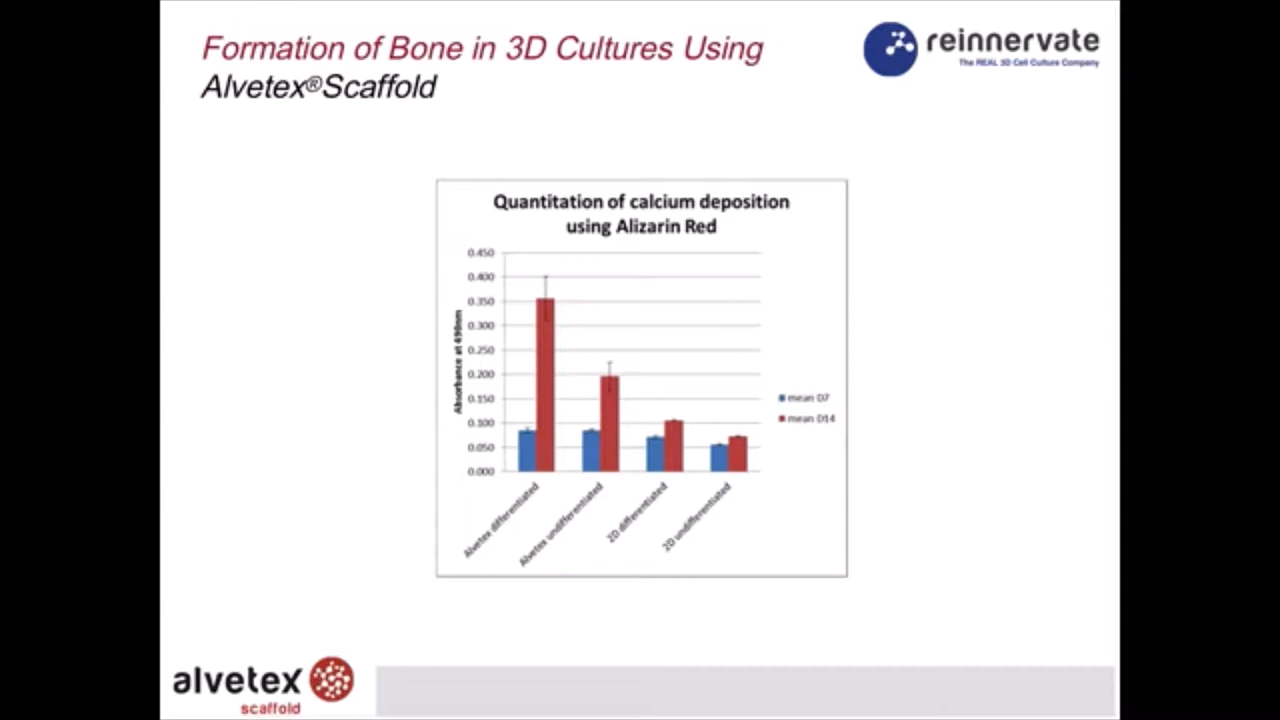 Formation of Bone in 3D Cultures Using
Alvetex®Scaffold
reinnervate
The REAL 3D Cell Culture Company
Quantitation of calcium deposition
using Alizarin Red
0.450
0.400
0.350
0.300
0.250
0.200
0.150
0.100
0.050
0.000
Absorbance at 490nm
mean D7
mean D14
Alvetex differentiated
Alvetex undifferentiated
2D differentiated
2D undifferentiated
alvetex
scaffold